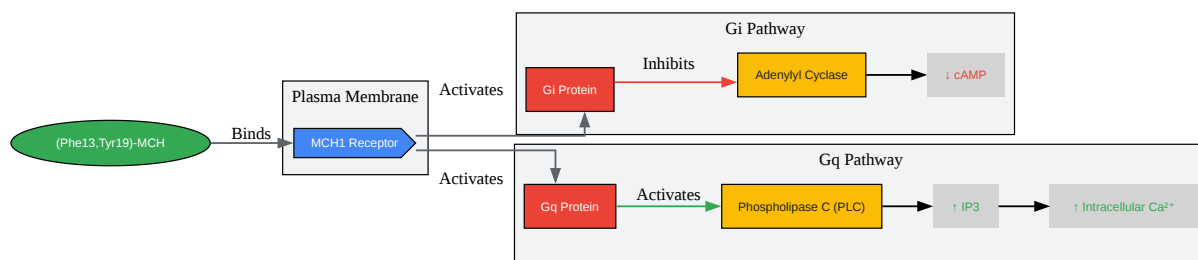 (Phe13,Tyr19)-MCH
Binds
Plasma Membrane
MCH1 Receptor
Activates
Activates
Gi Pathway
Gi Protein
Inhibits
Adenylyl Cyclase
↓ cAMP
Gq Pathway
Gq Protein
Activates
Phospholipase C (PLC)
↑ IP3
↑ Intracellular Ca²⁺